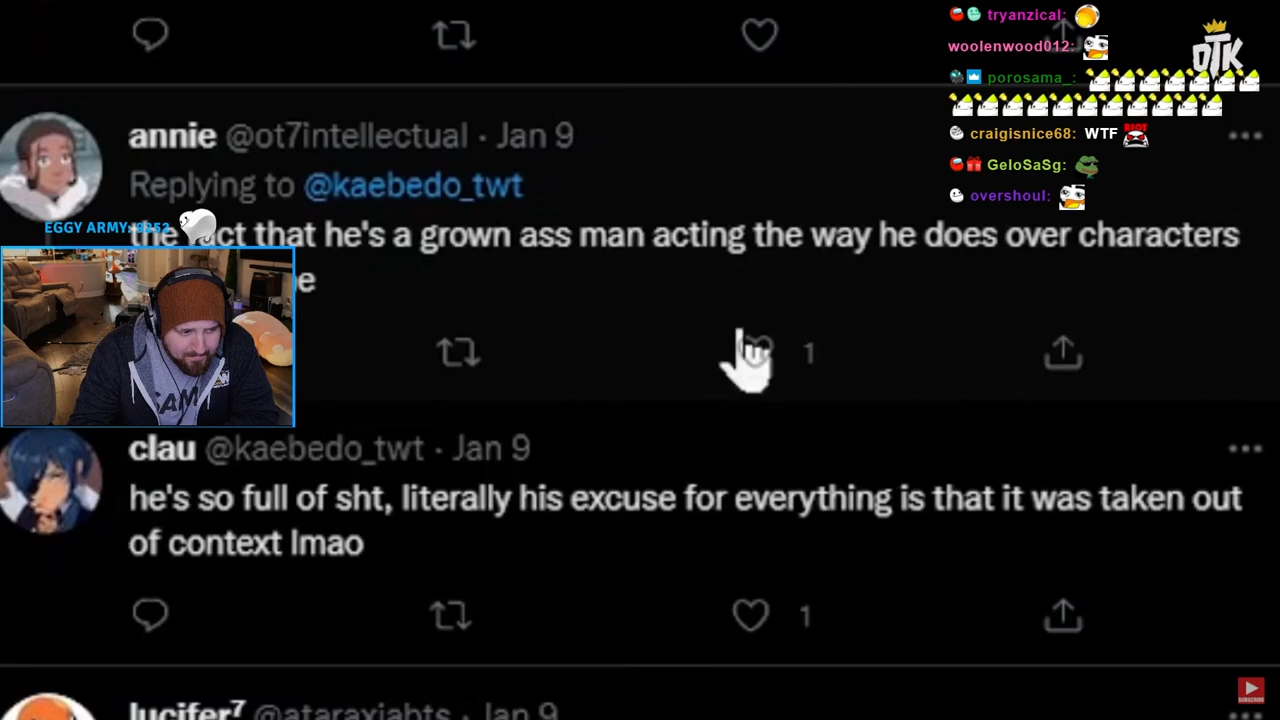 tryanzical:
woolenwood012:
OTK
porosama_:
annie @ot7intellectual · Jan 9
craigisnice68: WTF
RIOT
Replying to @kaebedo_twt
GeloSaSg:
overshoul:
EGGY ARMY: 9252
the fact that he's a grown ass man acting the way he does over characters
clau @kaebedo_twt · Jan 9
he's so full of sht, literally his excuse for everything is that it was taken out
of context lmao
1
1
lucifer⁷ @ataraxiabts · Jan 9
SUBSCRIBE